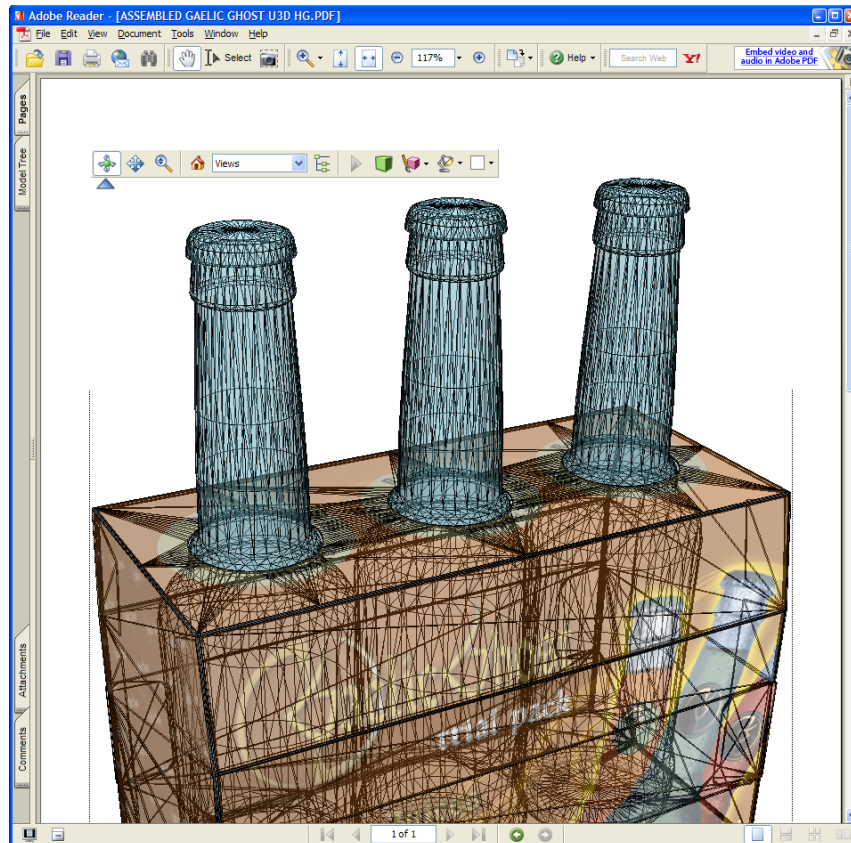 Adobe Reader - [ASSEMBLED GAELIC GHOST U3D HG.PDF]
File Edit View Document Tools Window Help
Select
117%
Help
Search Web
Y!
Embed video and
audio in Adobe PDF
Pages
Model Tree
Views
Gaelic Ghost
trial pack
Attachments
Comments
1 of 1